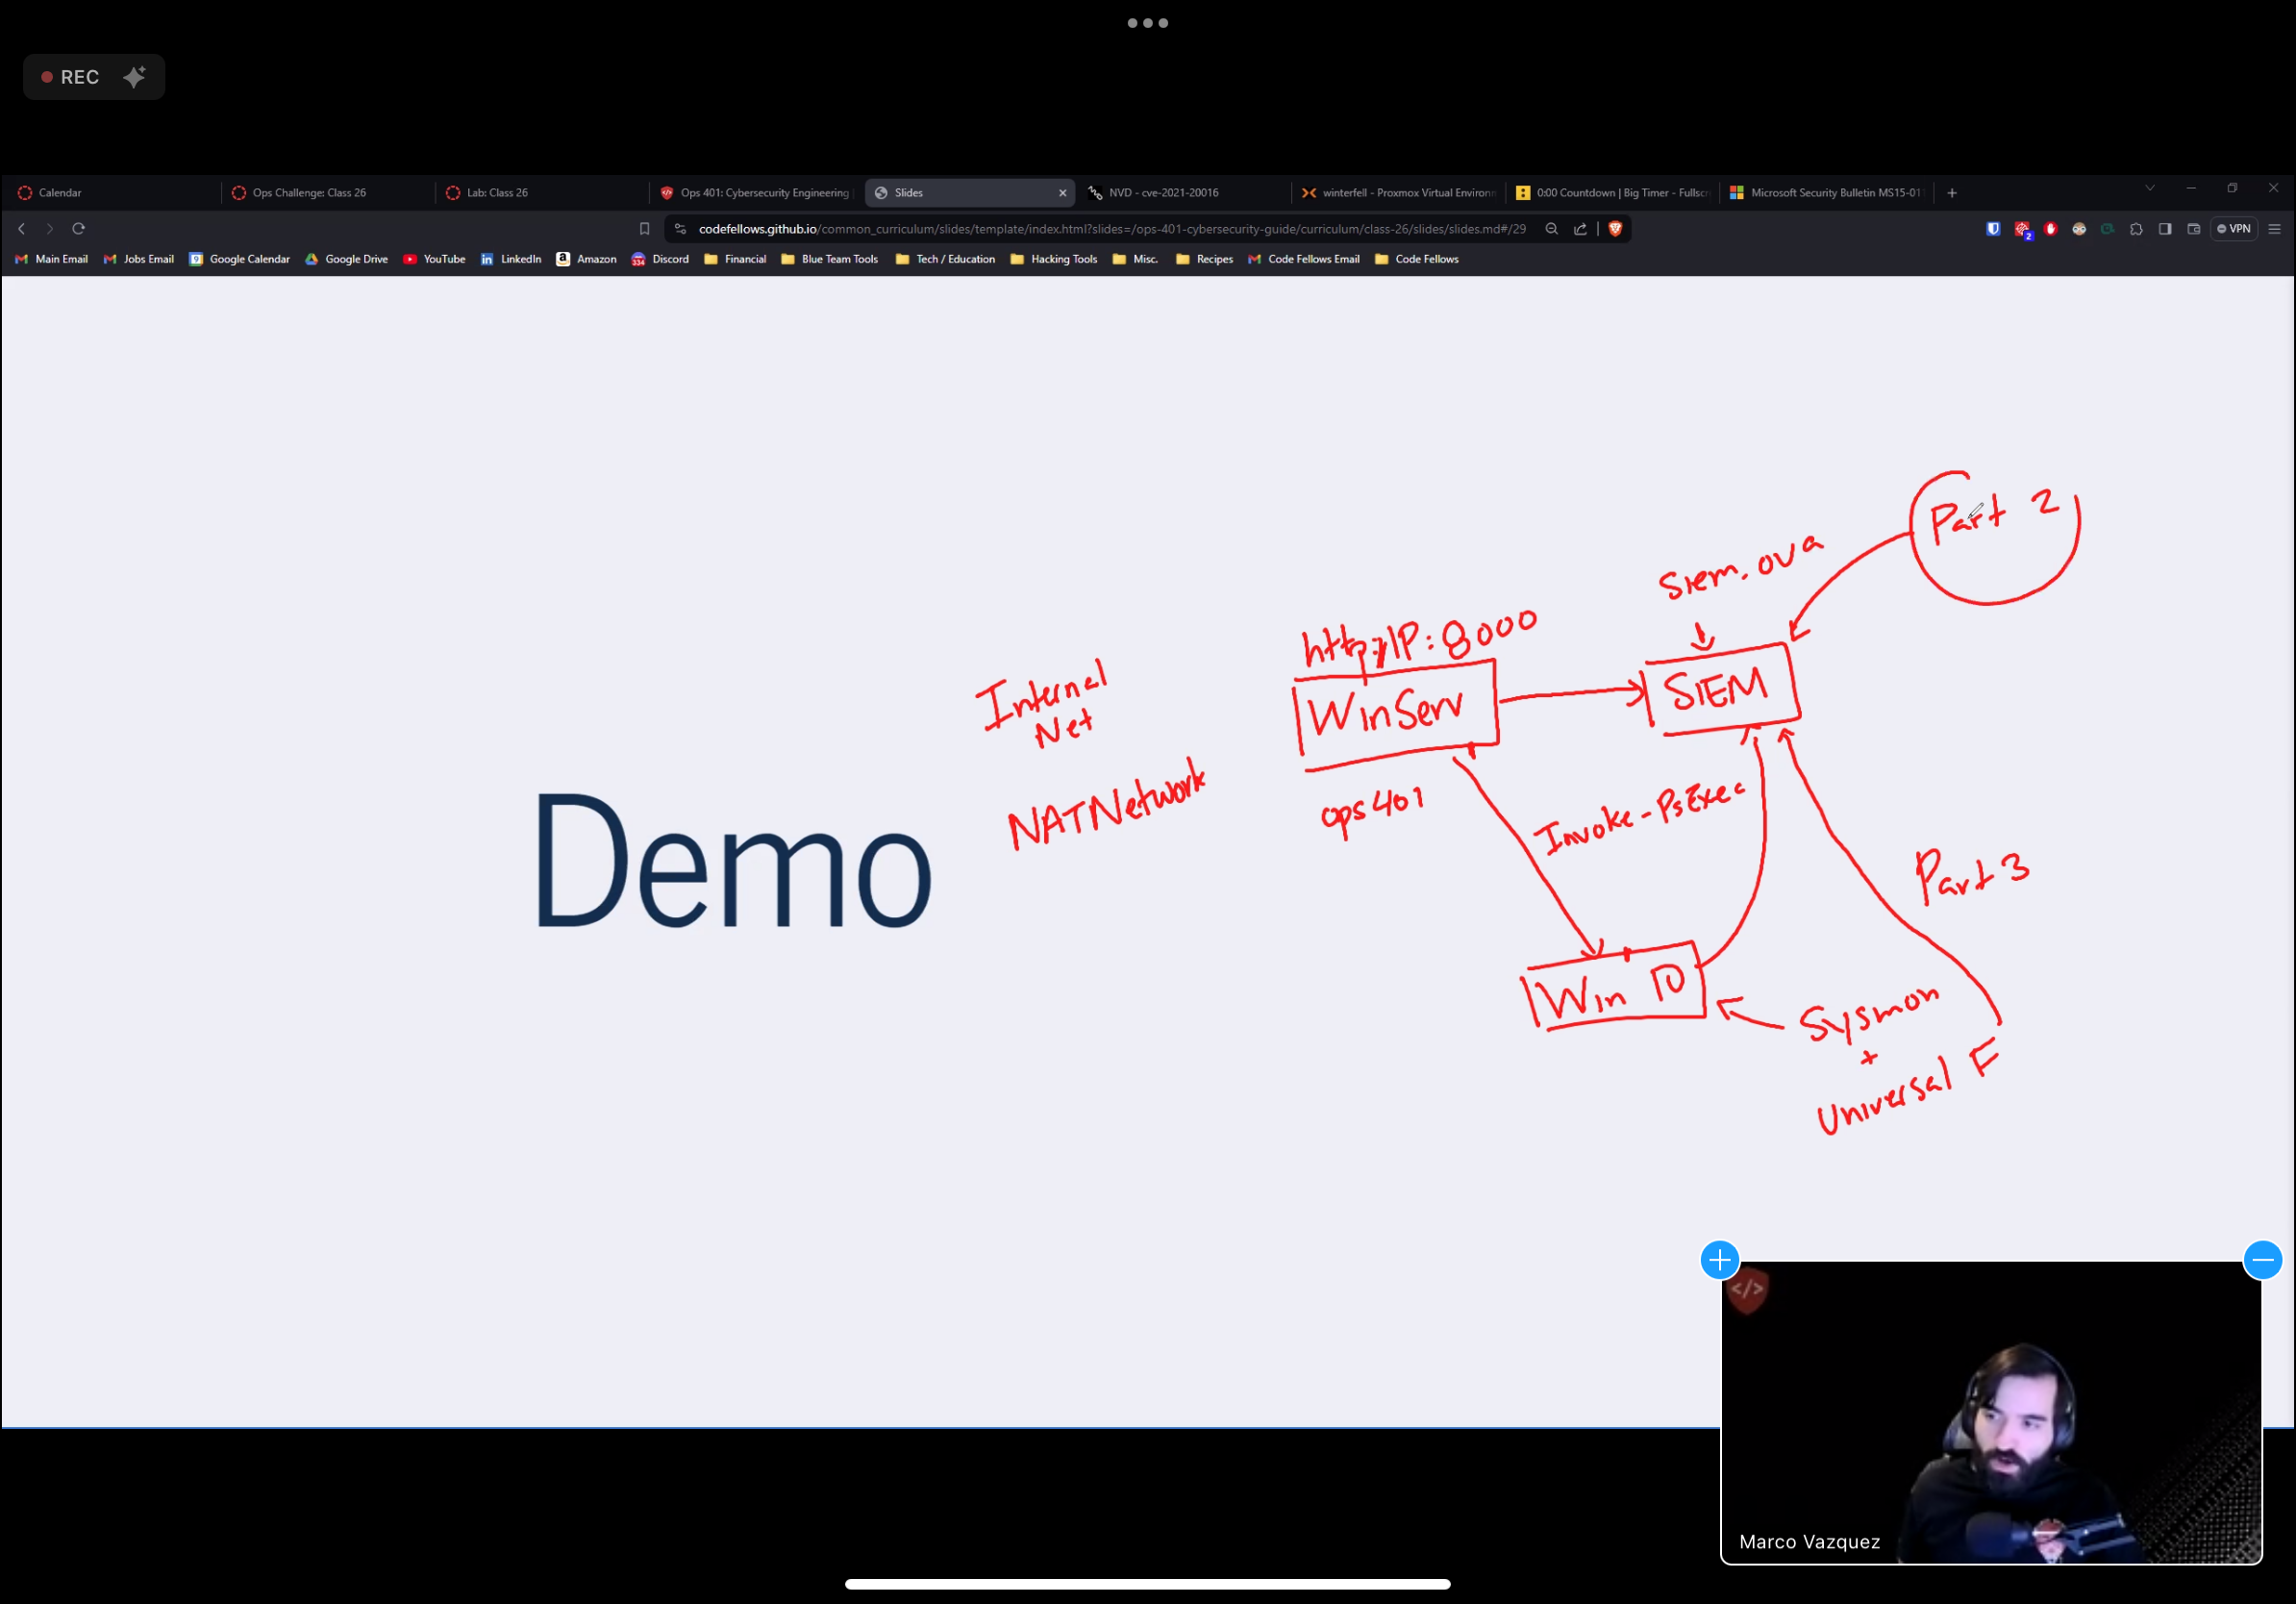 REC
Calendar
Ops Challenge: Class 26
Lab: Class 26
Ops 401: Cybersecurity Engineering
Slides
NVD - cve-2021-20016
winterfell - Proxmox Virtual Environ
0:00 Countdown | Big Timer - Fullscr
Microsoft Security Bulletin MS15-011
codefellows.github.io/common_curriculum/slides/template/index.html?slides=/ops-401-cybersecurity-guide/curriculum/class-26/slides/slides.md#/29
2
VPN
Main Email
Jobs Email
Google Calendar
Google Drive
YouTube
LinkedIn
Amazon
334
Discord
Financial
Blue Team Tools
Tech / Education
Hacking Tools
Misc.
Recipes
Code Fellows Email
Code Fellows
Part 2
Siem.ova
http://IP:8000
Internal
Net
WinServ
SIEM
NATNetwork
ops401
Invoke-PsExec
Demo
Part 3
Win 10
Sysmon
+
Universal F
</>
Marco Vazquez